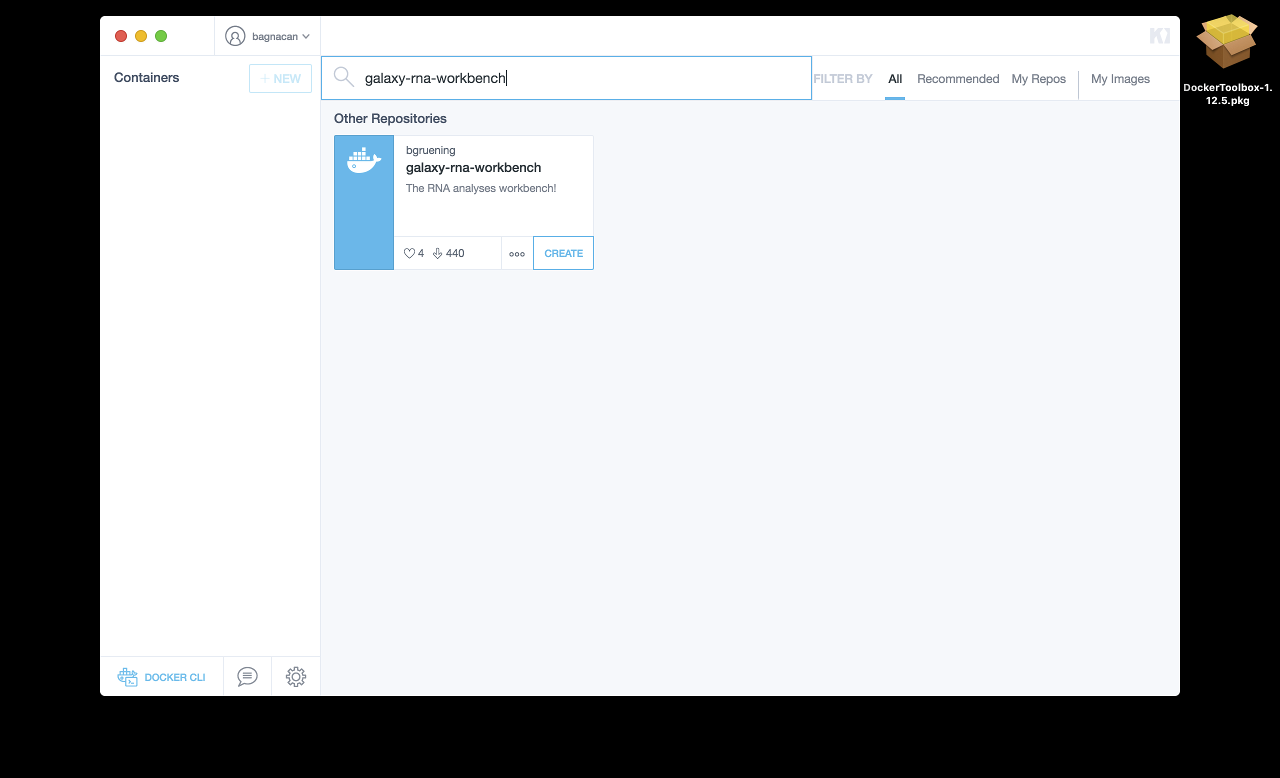 bagnacan
Containers
+ NEW
galaxy-rna-workbench
FILTER BY All Recommended My Repos My Images
Other Repositories
bgruening
galaxy-rna-workbench
The RNA analyses workbench!
4 440 CREATE
DOCKER CLI
DockerToolbox-1.
12.5.pkg